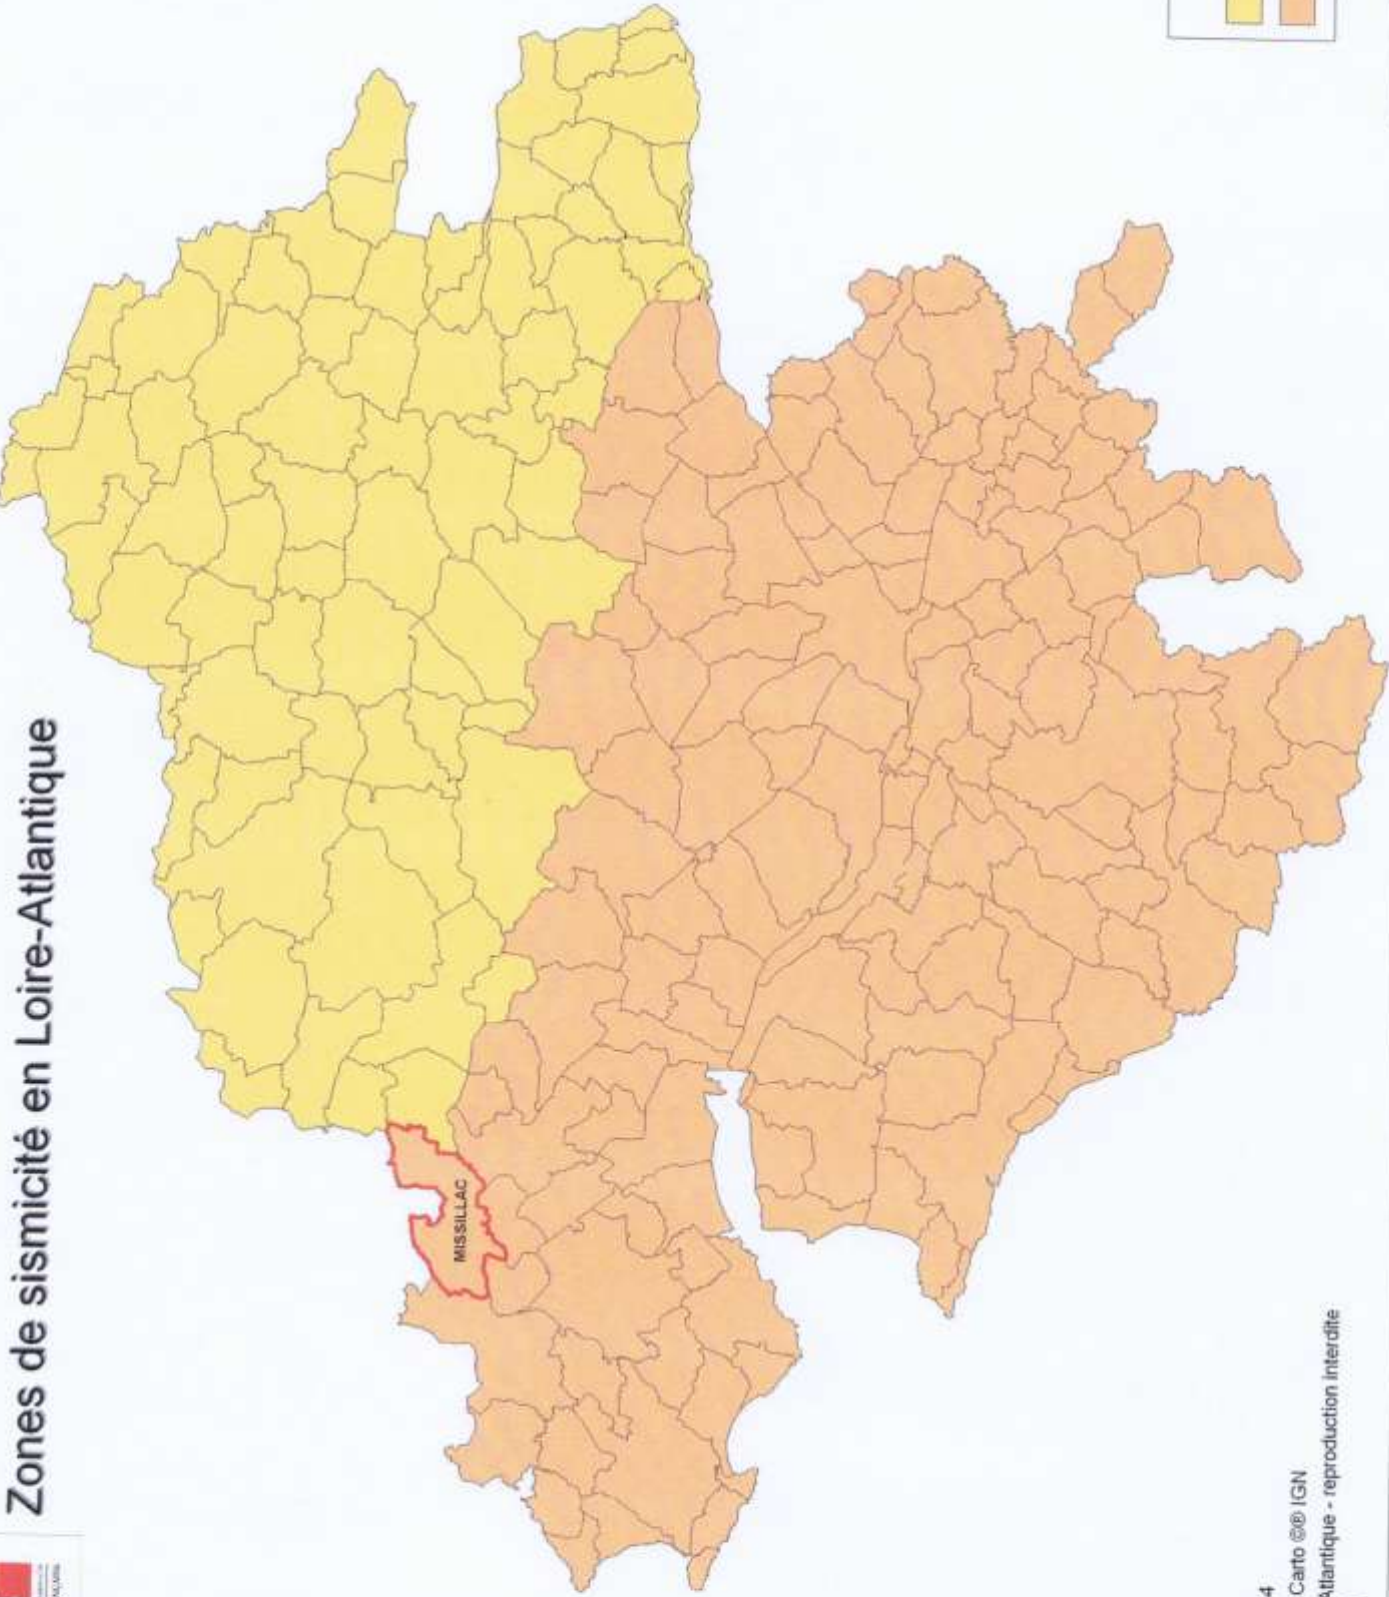 Zones de sismicité en Loire-Atlantique
MISSILLAC
4
Carto ©® IGN
Atlantique - reproduction interdite